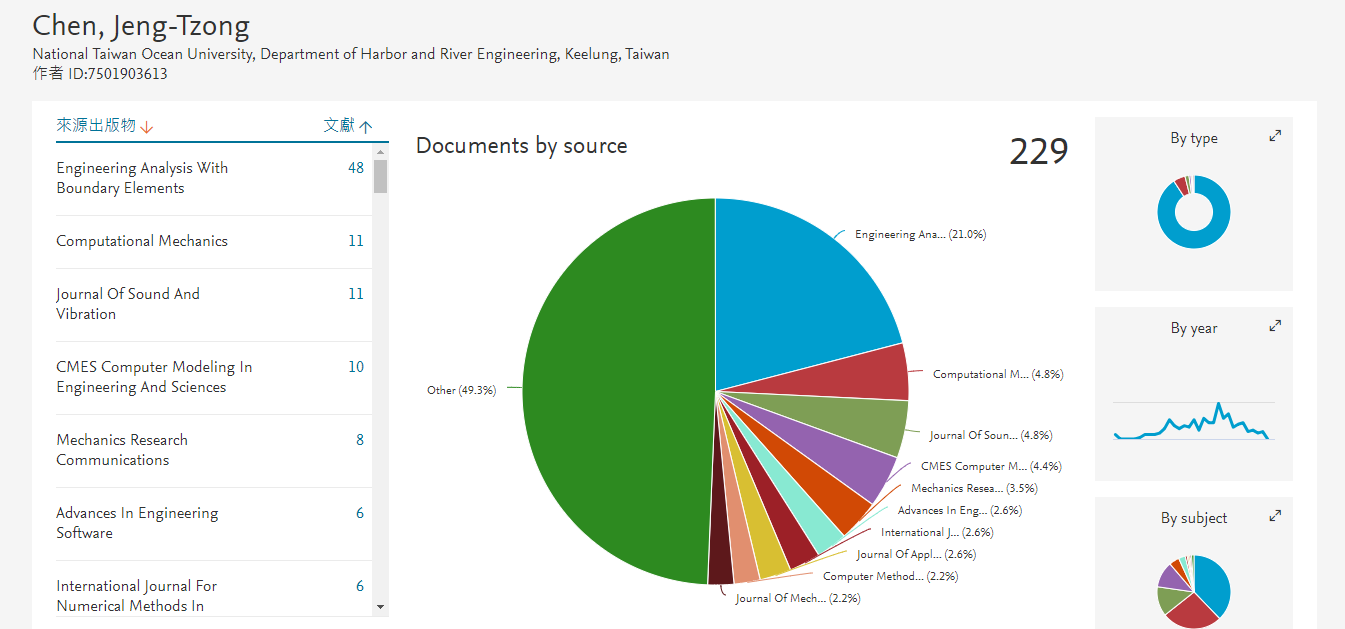 Chen, Jeng-Tzong
National Taiwan Ocean University, Department of Harbor and River Engineering, Keelung, Taiwan
作者 ID:7501903613
來源出版物 文獻
Engineering Analysis With 48
Boundary Elements
Computational Mechanics 11
Journal Of Sound And 11
Vibration
CMES Computer Modeling In 10
Engineering And Sciences
Mechanics Research 8
Communications
Advances In Engineering 6
Software
International Journal For 6
Numerical Methods In
Documents by source
229
Engineering Ana... (21.0%)
Computational M... (4.8%)
Journal Of Soun... (4.8%)
CMES Computer M... (4.4%)
Mechanics Resea... (3.5%)
Advances In Eng... (2.6%)
International J... (2.6%)
Journal Of Appl... (2.6%)
Computer Method... (2.2%)
Journal Of Mech... (2.2%)
Other (49.3%)
By type
By year
By subject